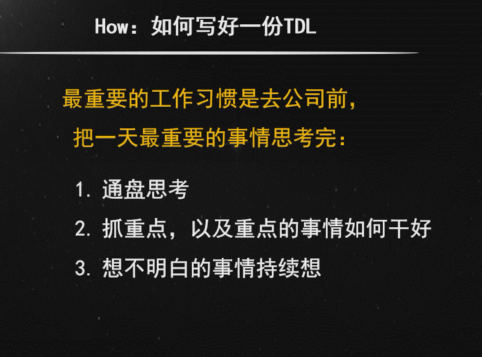 How：如何写好一份TDL
最重要的工作习惯是去公司前，
把一天最重要的事情思考完：
1. 通盘思考
2. 抓重点，以及重点的事情如何干好
3. 想不明白的事情持续想